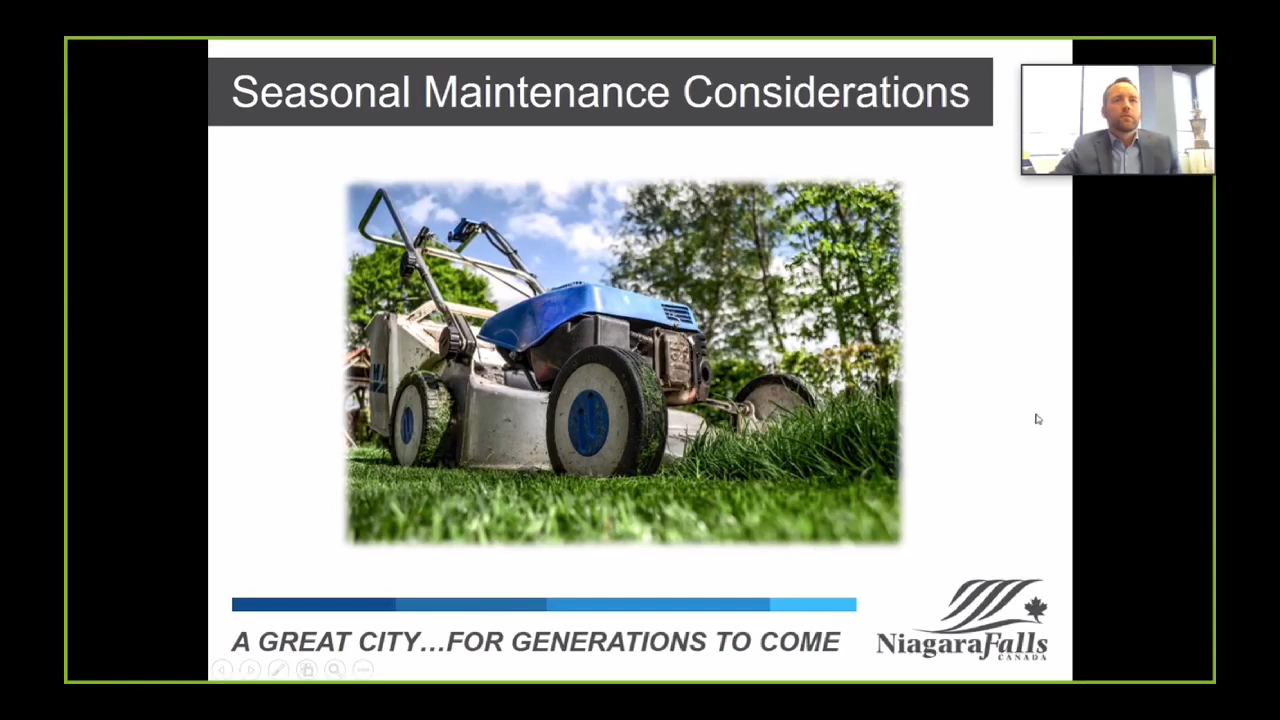 Seasonal Maintenance Considerations
A GREAT CITY...FOR GENERATIONS TO COME
NiagaraFalls
CANADA